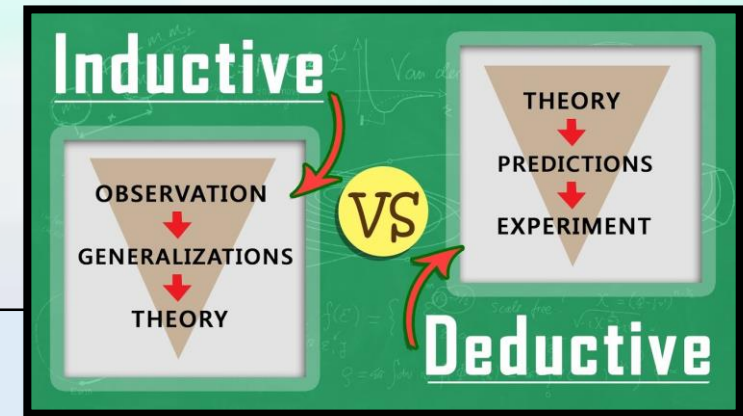 Inductive
OBSERVATION
GENERALIZATIONS
THEORY
VS
THEORY
PREDICTIONS
EXPERIMENT
Deductive